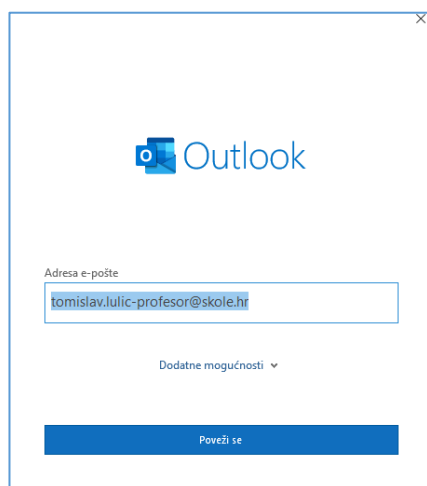 Outlook
Adresa e-pošte
tomislav.lulic-profesor@skole.hr
Dodatne mogućnosti
Poveži se